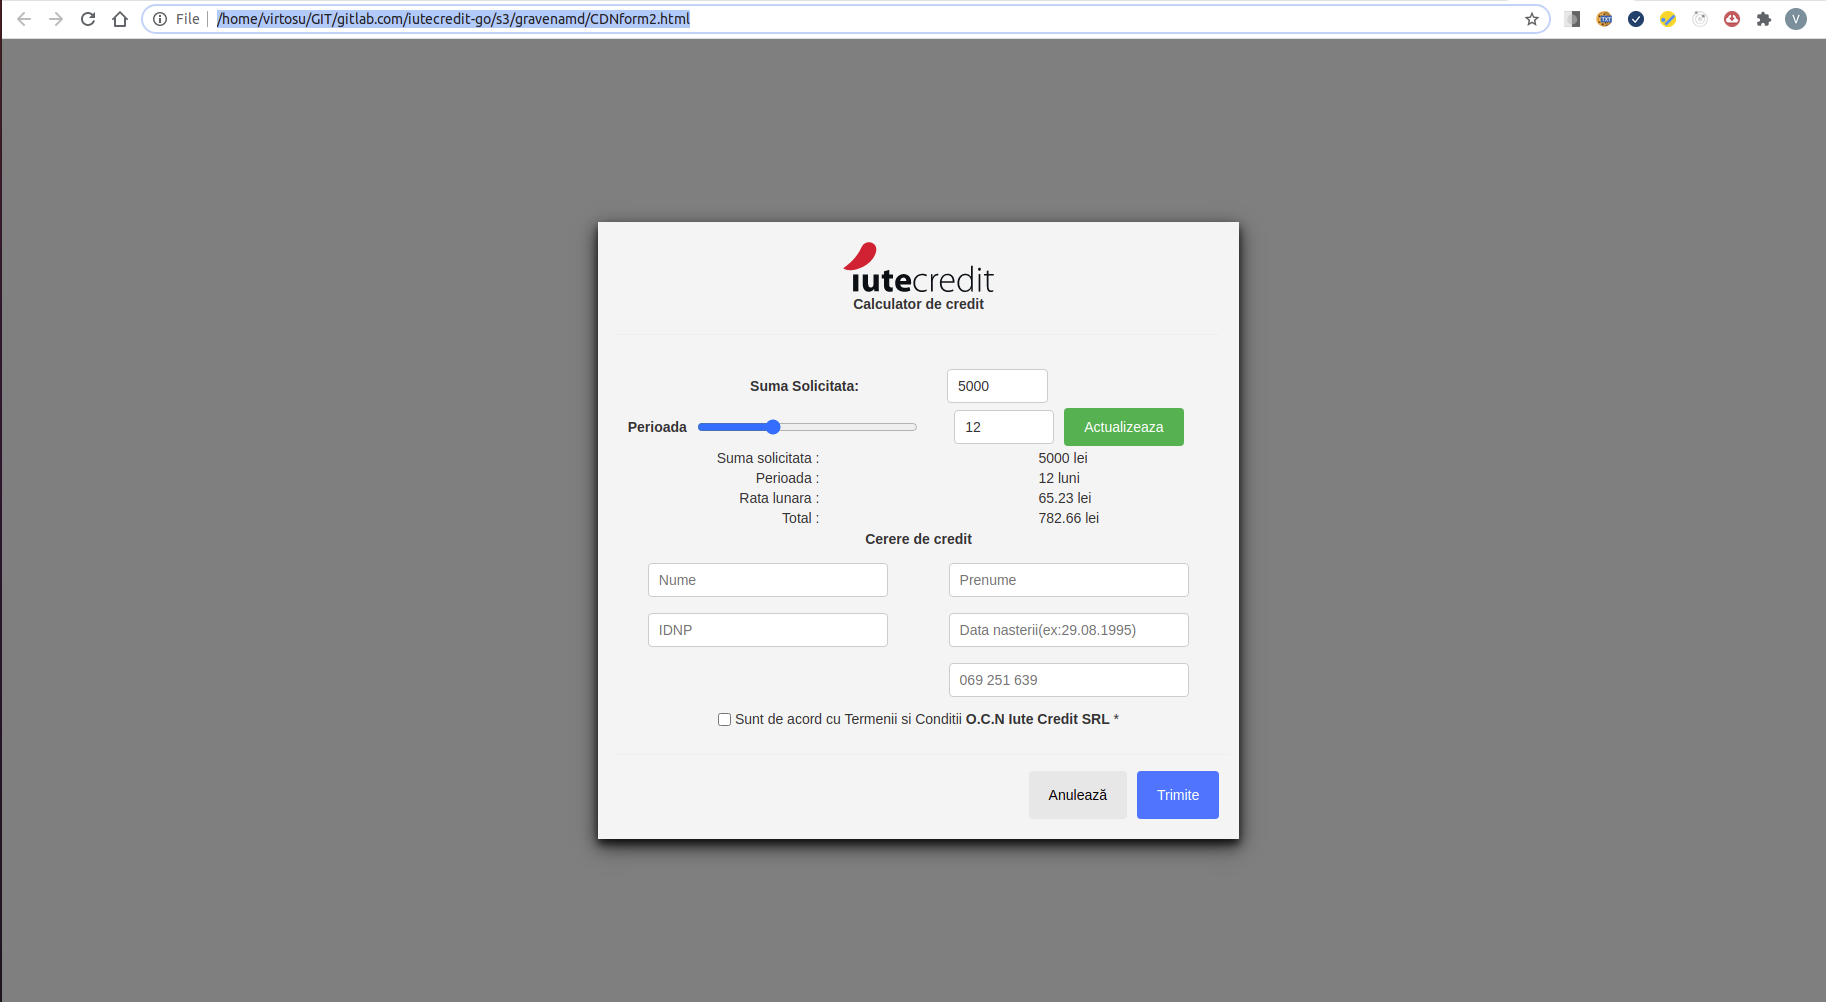 File /home/virtosu/GIT/gitlab.com/iutecredit-go/s3/gravenamd/CDNform2.html
TXT
V
iutecredit
Calculator de credit
Suma Solicitata: 5000
Perioada 12 Actualizeaza
Suma solicitata : 5000 lei
Perioada : 12 luni
Rata lunara : 65.23 lei
Total : 782.66 lei
Cerere de credit
Nume Prenume
IDNP Data nasterii(ex:29.08.1995)
069 251 639
Sunt de acord cu Termenii si Conditii O.C.N Iute Credit SRL *
Anulează Trimite